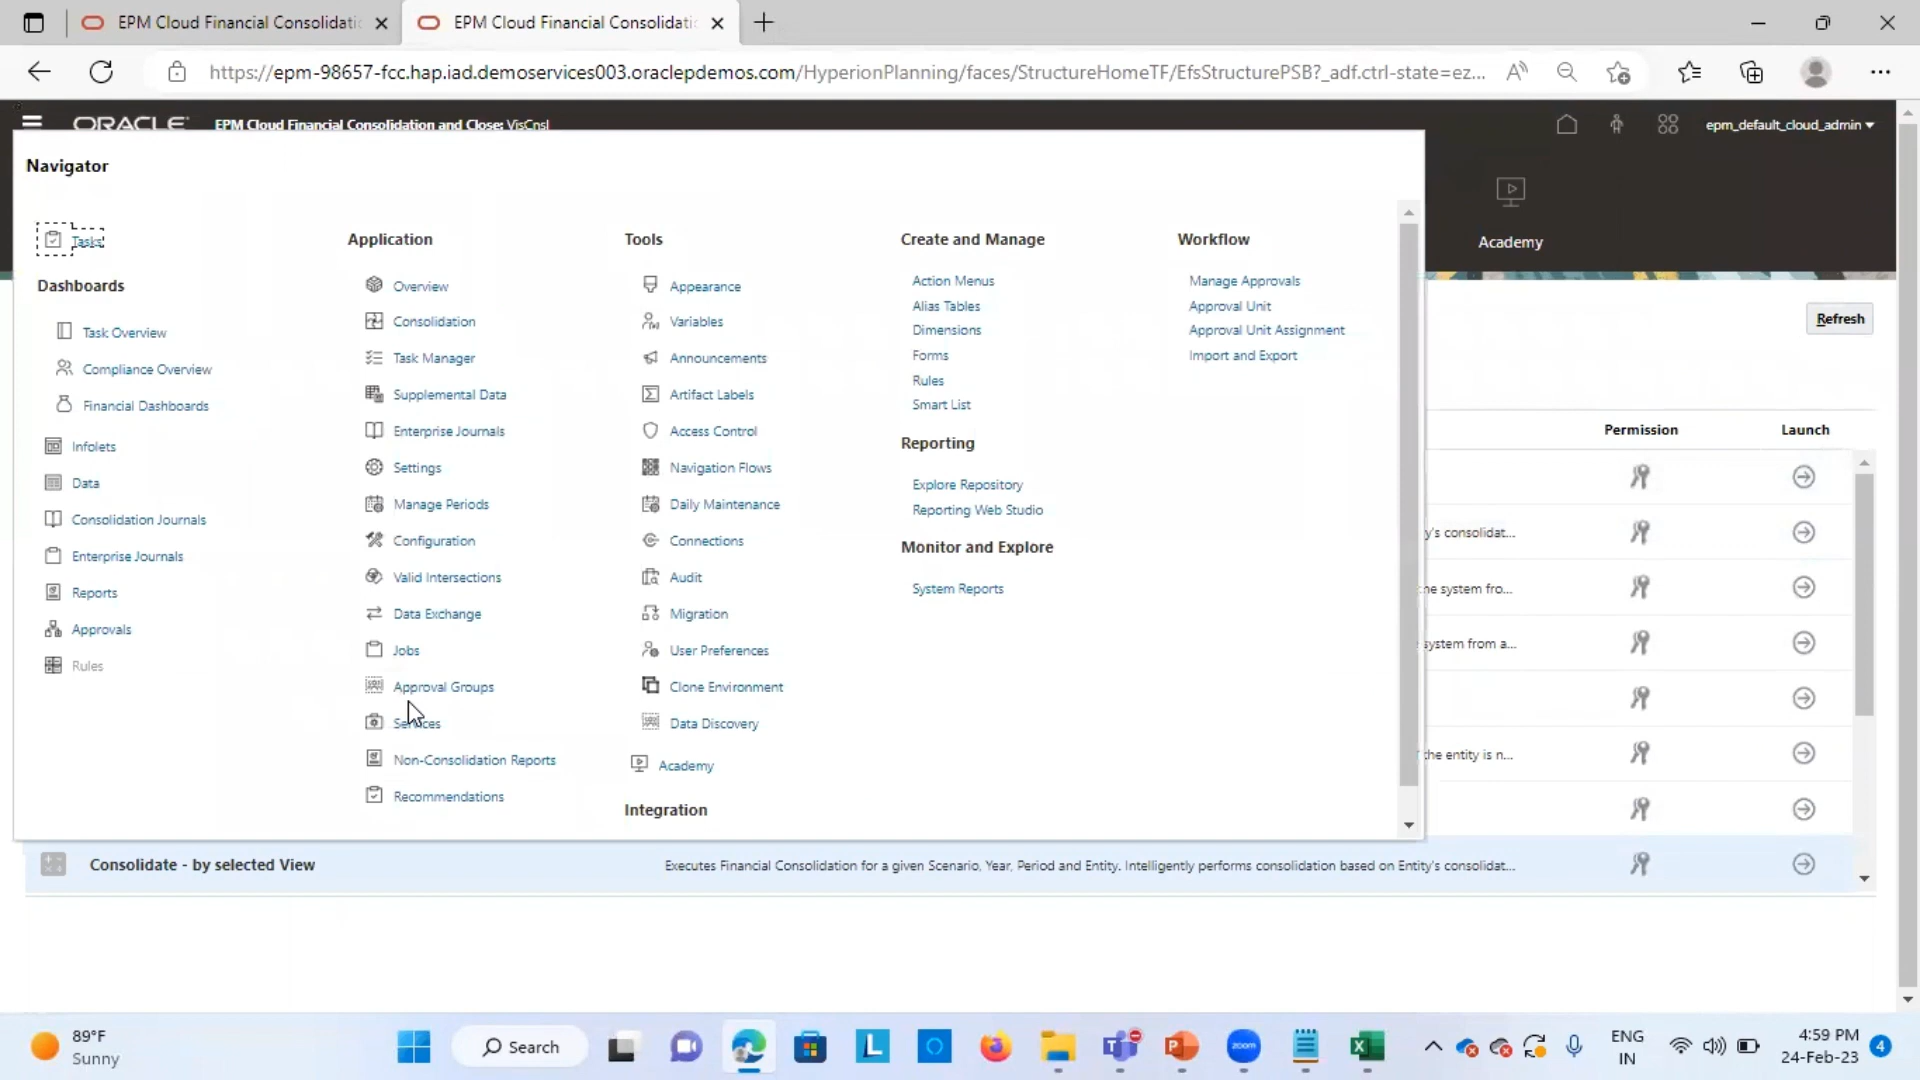 EPM Cloud Financial Consolidatio
EPM Cloud Financial Consolidatio
https://epm-98657-fcc.hap.iad.demoservices003.oraclepdemos.com/HyperionPlanning/faces/StructureHomeTF/EfsStructurePSB?_adf.ctrl-state=ez...
ORACLE EPM Cloud Financial Consolidation and Close: VisCnsl
epm_default_cloud_admin
Academy
Refresh
Navigator
Tasks
Dashboards
Task Overview
Compliance Overview
Financial Dashboards
Infolets
Data
Consolidation Journals
Enterprise Journals
Reports
Approvals
Rules
Application
Overview
Consolidation
Task Manager
Supplemental Data
Enterprise Journals
Settings
Manage Periods
Configuration
Valid Intersections
Data Exchange
Jobs
Approval Groups
Services
Non-Consolidation Reports
Recommendations
Tools
Appearance
Variables
Announcements
Artifact Labels
Access Control
Navigation Flows
Daily Maintenance
Connections
Audit
Migration
User Preferences
Clone Environment
Data Discovery
Academy
Integration
Create and Manage
Action Menus
Alias Tables
Dimensions
Forms
Rules
Smart List
Reporting
Explore Repository
Reporting Web Studio
Monitor and Explore
System Reports
Workflow
Manage Approvals
Approval Unit
Approval Unit Assignment
Import and Export
Permission Launch
y's consolidat...
he system fro...
system from a...
the entity is n...
Consolidate - by selected View Executes Financial Consolidation for a given Scenario, Year, Period and Entity. Intelligently performs consolidation based on Entity's consolidat...
89°F
Sunny
Search
zoom
ENG
IN
4:59 PM
24-Feb-23
4